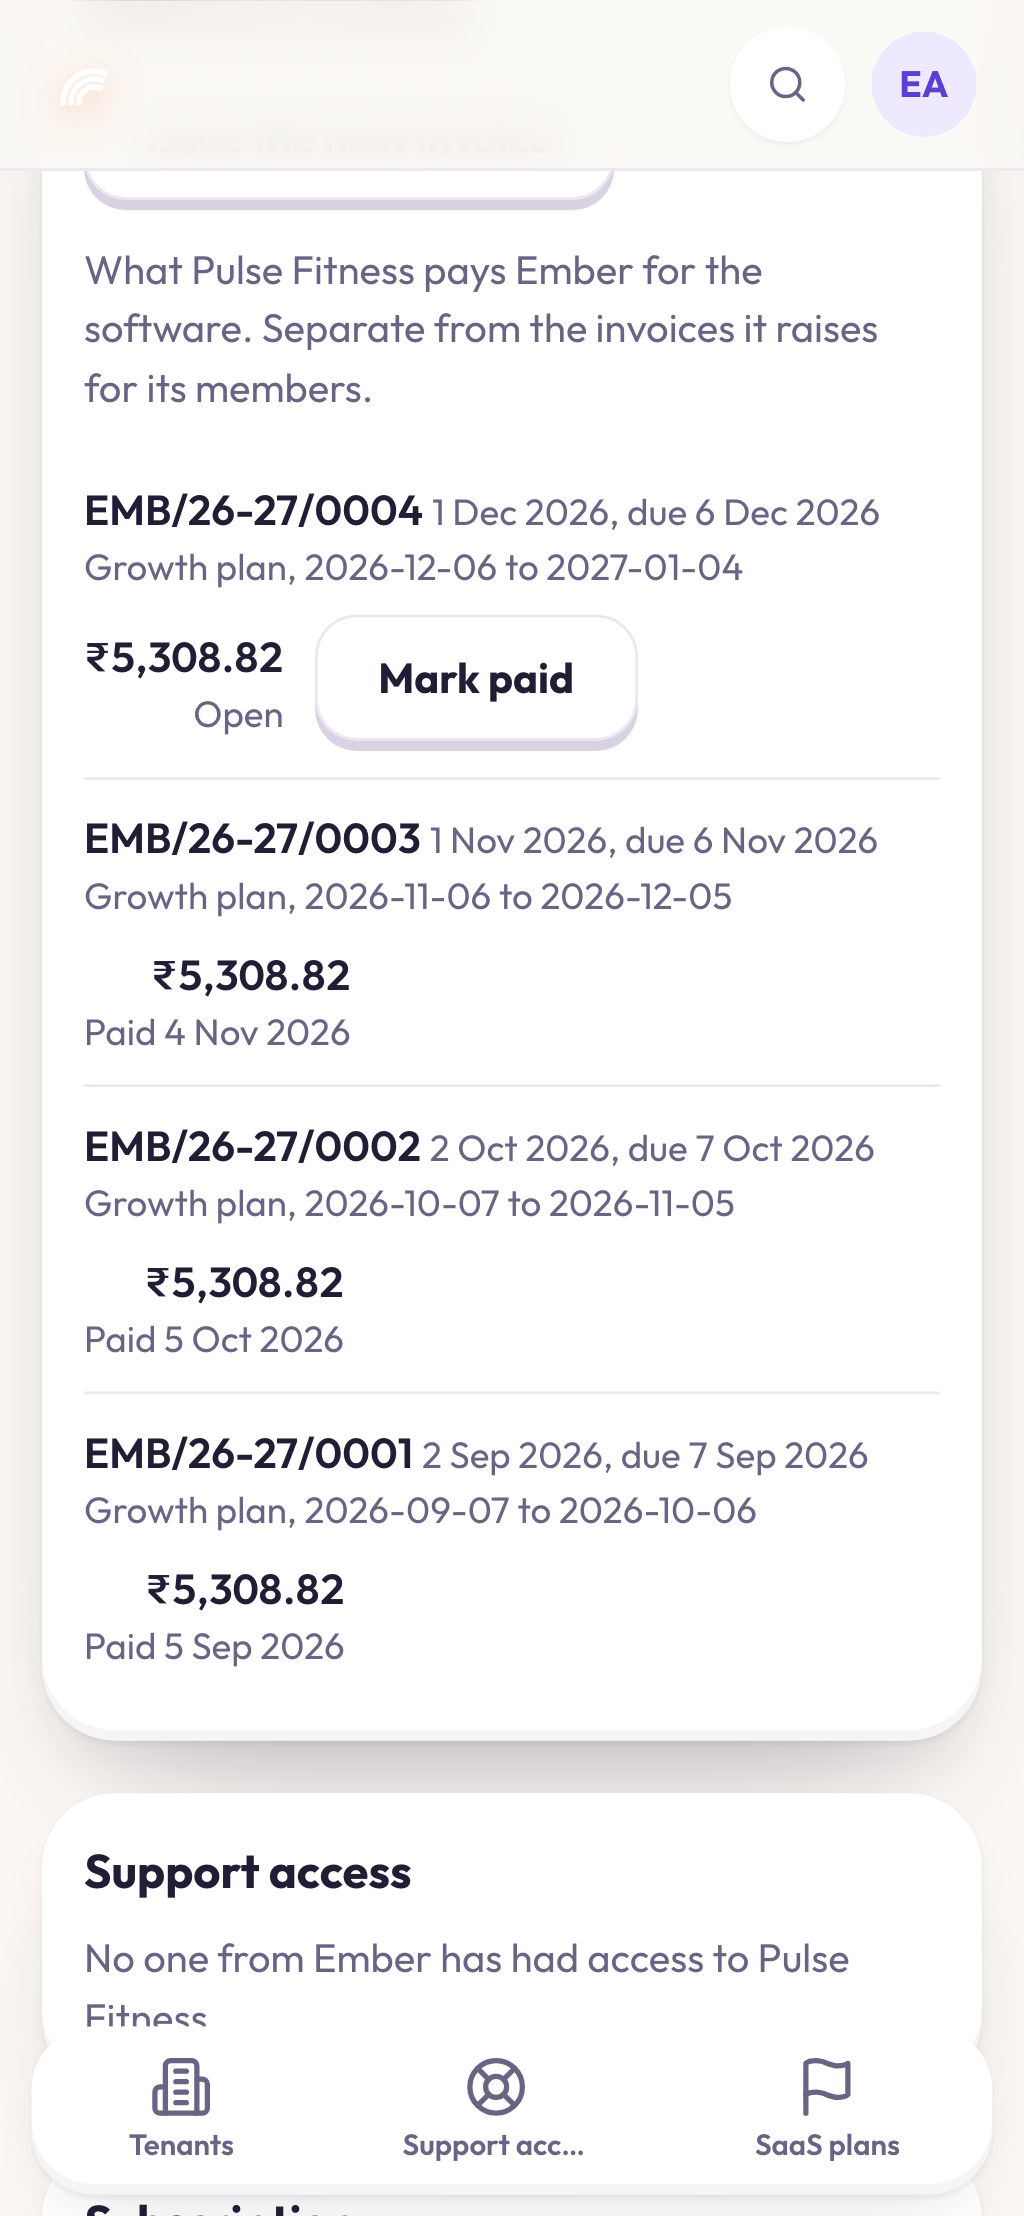 EA
Issue the next invoice
What Pulse Fitness pays Ember for the
software. Separate from the invoices it raises
for its members.
EMB/26-27/0004 1 Dec 2026, due 6 Dec 2026
Growth plan, 2026-12-06 to 2027-01-04
₹5,308.82
Open
Mark paid
EMB/26-27/0003 1 Nov 2026, due 6 Nov 2026
Growth plan, 2026-11-06 to 2026-12-05
₹5,308.82
Paid 4 Nov 2026
EMB/26-27/0002 2 Oct 2026, due 7 Oct 2026
Growth plan, 2026-10-07 to 2026-11-05
₹5,308.82
Paid 5 Oct 2026
EMB/26-27/0001 2 Sep 2026, due 7 Sep 2026
Growth plan, 2026-09-07 to 2026-10-06
₹5,308.82
Paid 5 Sep 2026
Support access
No one from Ember has had access to Pulse
Fitness
Tenants
Support acc...
SaaS plans